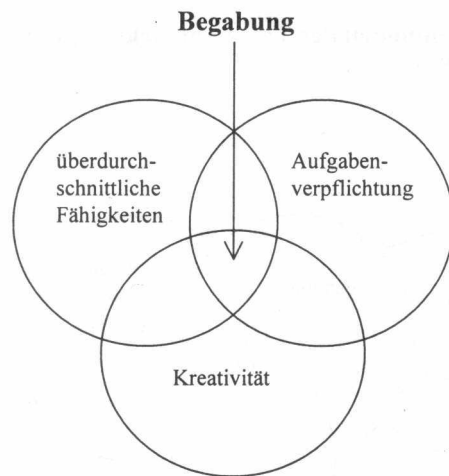 Begabung
überdurch-
schnittliche
Fähigkeiten
Aufgaben-
verpflichtung
Kreativität